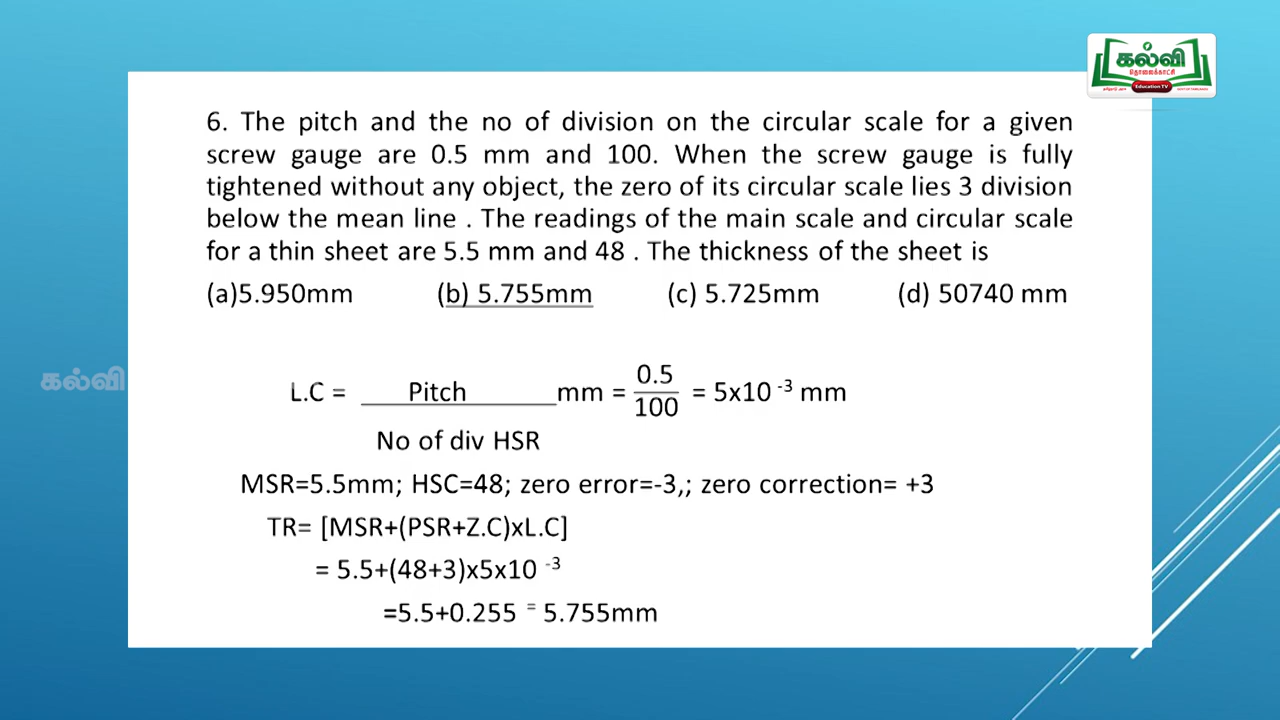 கல்வி
தொலைக்காட்சி
Education TV
6. The pitch and the no of division on the circular scale for a given
screw gauge are 0.5 mm and 100. When the screw gauge is fully
tightened without any object, the zero of its circular scale lies 3 division
below the mean line . The readings of the main scale and circular scale
for a thin sheet are 5.5 mm and 48 . The thickness of the sheet is
(a)5.950mm (b) 5.755mm (c) 5.725mm (d) 50740 mm
கல்வி
L.C = Pitch mm = 0.5/100 = 5x10 ⁻³ mm
No of div HSR
MSR=5.5mm; HSC=48; zero error=-3,; zero correction= +3
TR= [MSR+(PSR+Z.C)xL.C]
= 5.5+(48+3)x5x10 ⁻³
=5.5+0.255 = 5.755mm